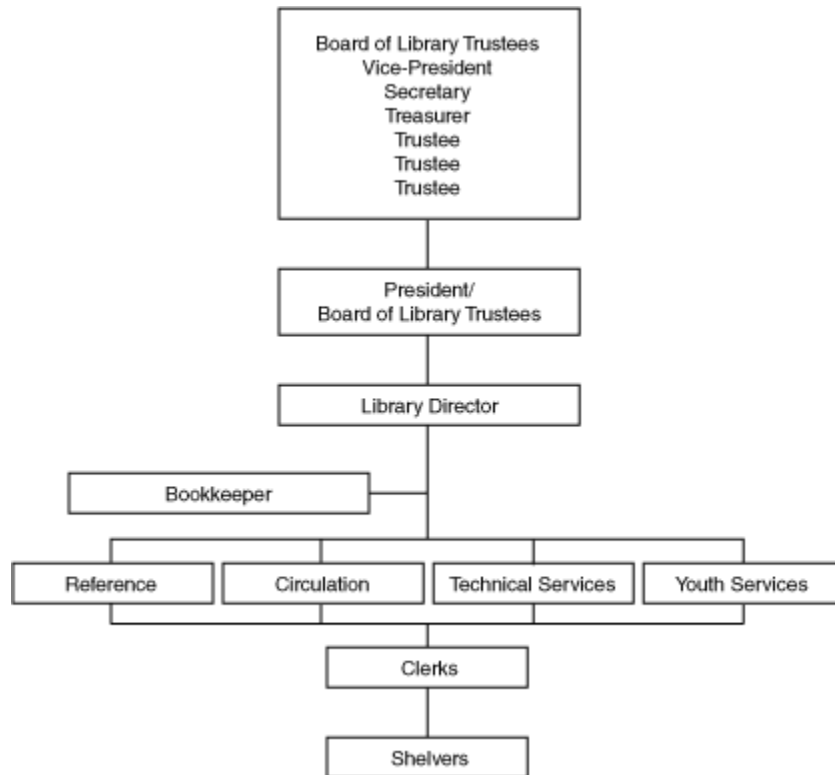 Board of Library Trustees
Vice-President
Secretary
Treasurer
Trustee
Trustee
Trustee
President/
Board of Library Trustees
Library Director
Bookkeeper
Reference
Circulation
Technical Services
Youth Services
Clerks
Shelvers